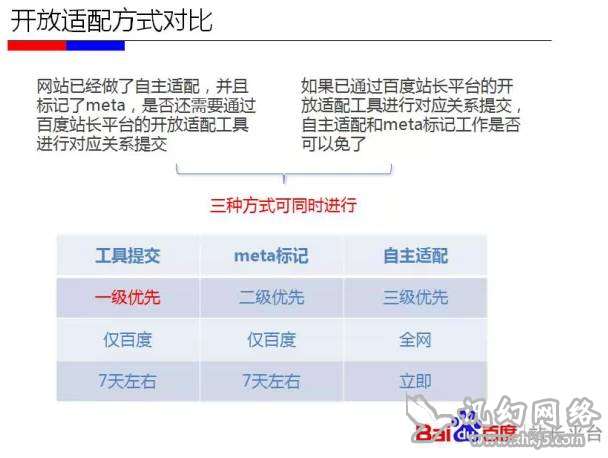 开放适配方式对比
网站已经做了自主适配，并且
标记了meta，是否还需要通过
百度站长平台的开放适配工具
进行对应关系提交
如果已通过百度站长平台的开
放适配工具进行对应关系提交，
自主适配和meta标记工作是否
可以免了
三种方式可同时进行
工具提交 meta标记 自主适配
一级优先 二级优先 三级优先
仅百度 仅百度 全网
7天左右 7天左右 立即
Bai 百度 站长平台
讯幻网络